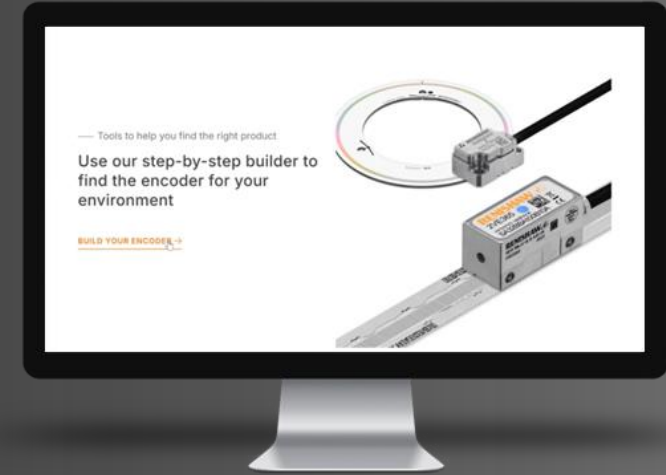 Tools to help you find the right product
Use our step-by-step builder to
find the encoder for your
environment
BUILD YOUR ENCODER →
RENISHAW
RENISHAW